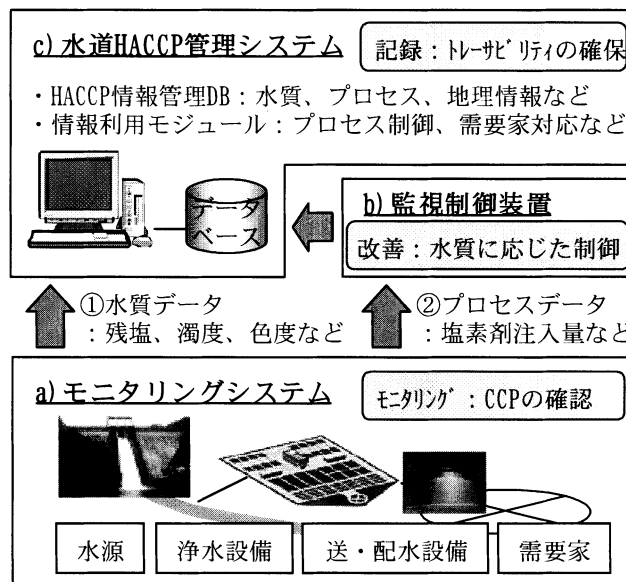 c)水道HACCP管理システム
記録：ﾄﾚｰｻﾋﾞﾘﾃｨの確保
・HACCP情報管理DB：水質、プロセス、地理情報など
・情報利用モジュール：プロセス制御、需要家対応など
データ
ベース
b)監視制御装置
改善：水質に応じた制御
①水質データ
：残塩、濁度、色度など
②プロセスデータ
：塩素剤注入量など
a)モニタリングシステム
ﾓﾆﾀﾘﾝｸﾞ：CCPの確認
水源
浄水設備
送・配水設備
需要家